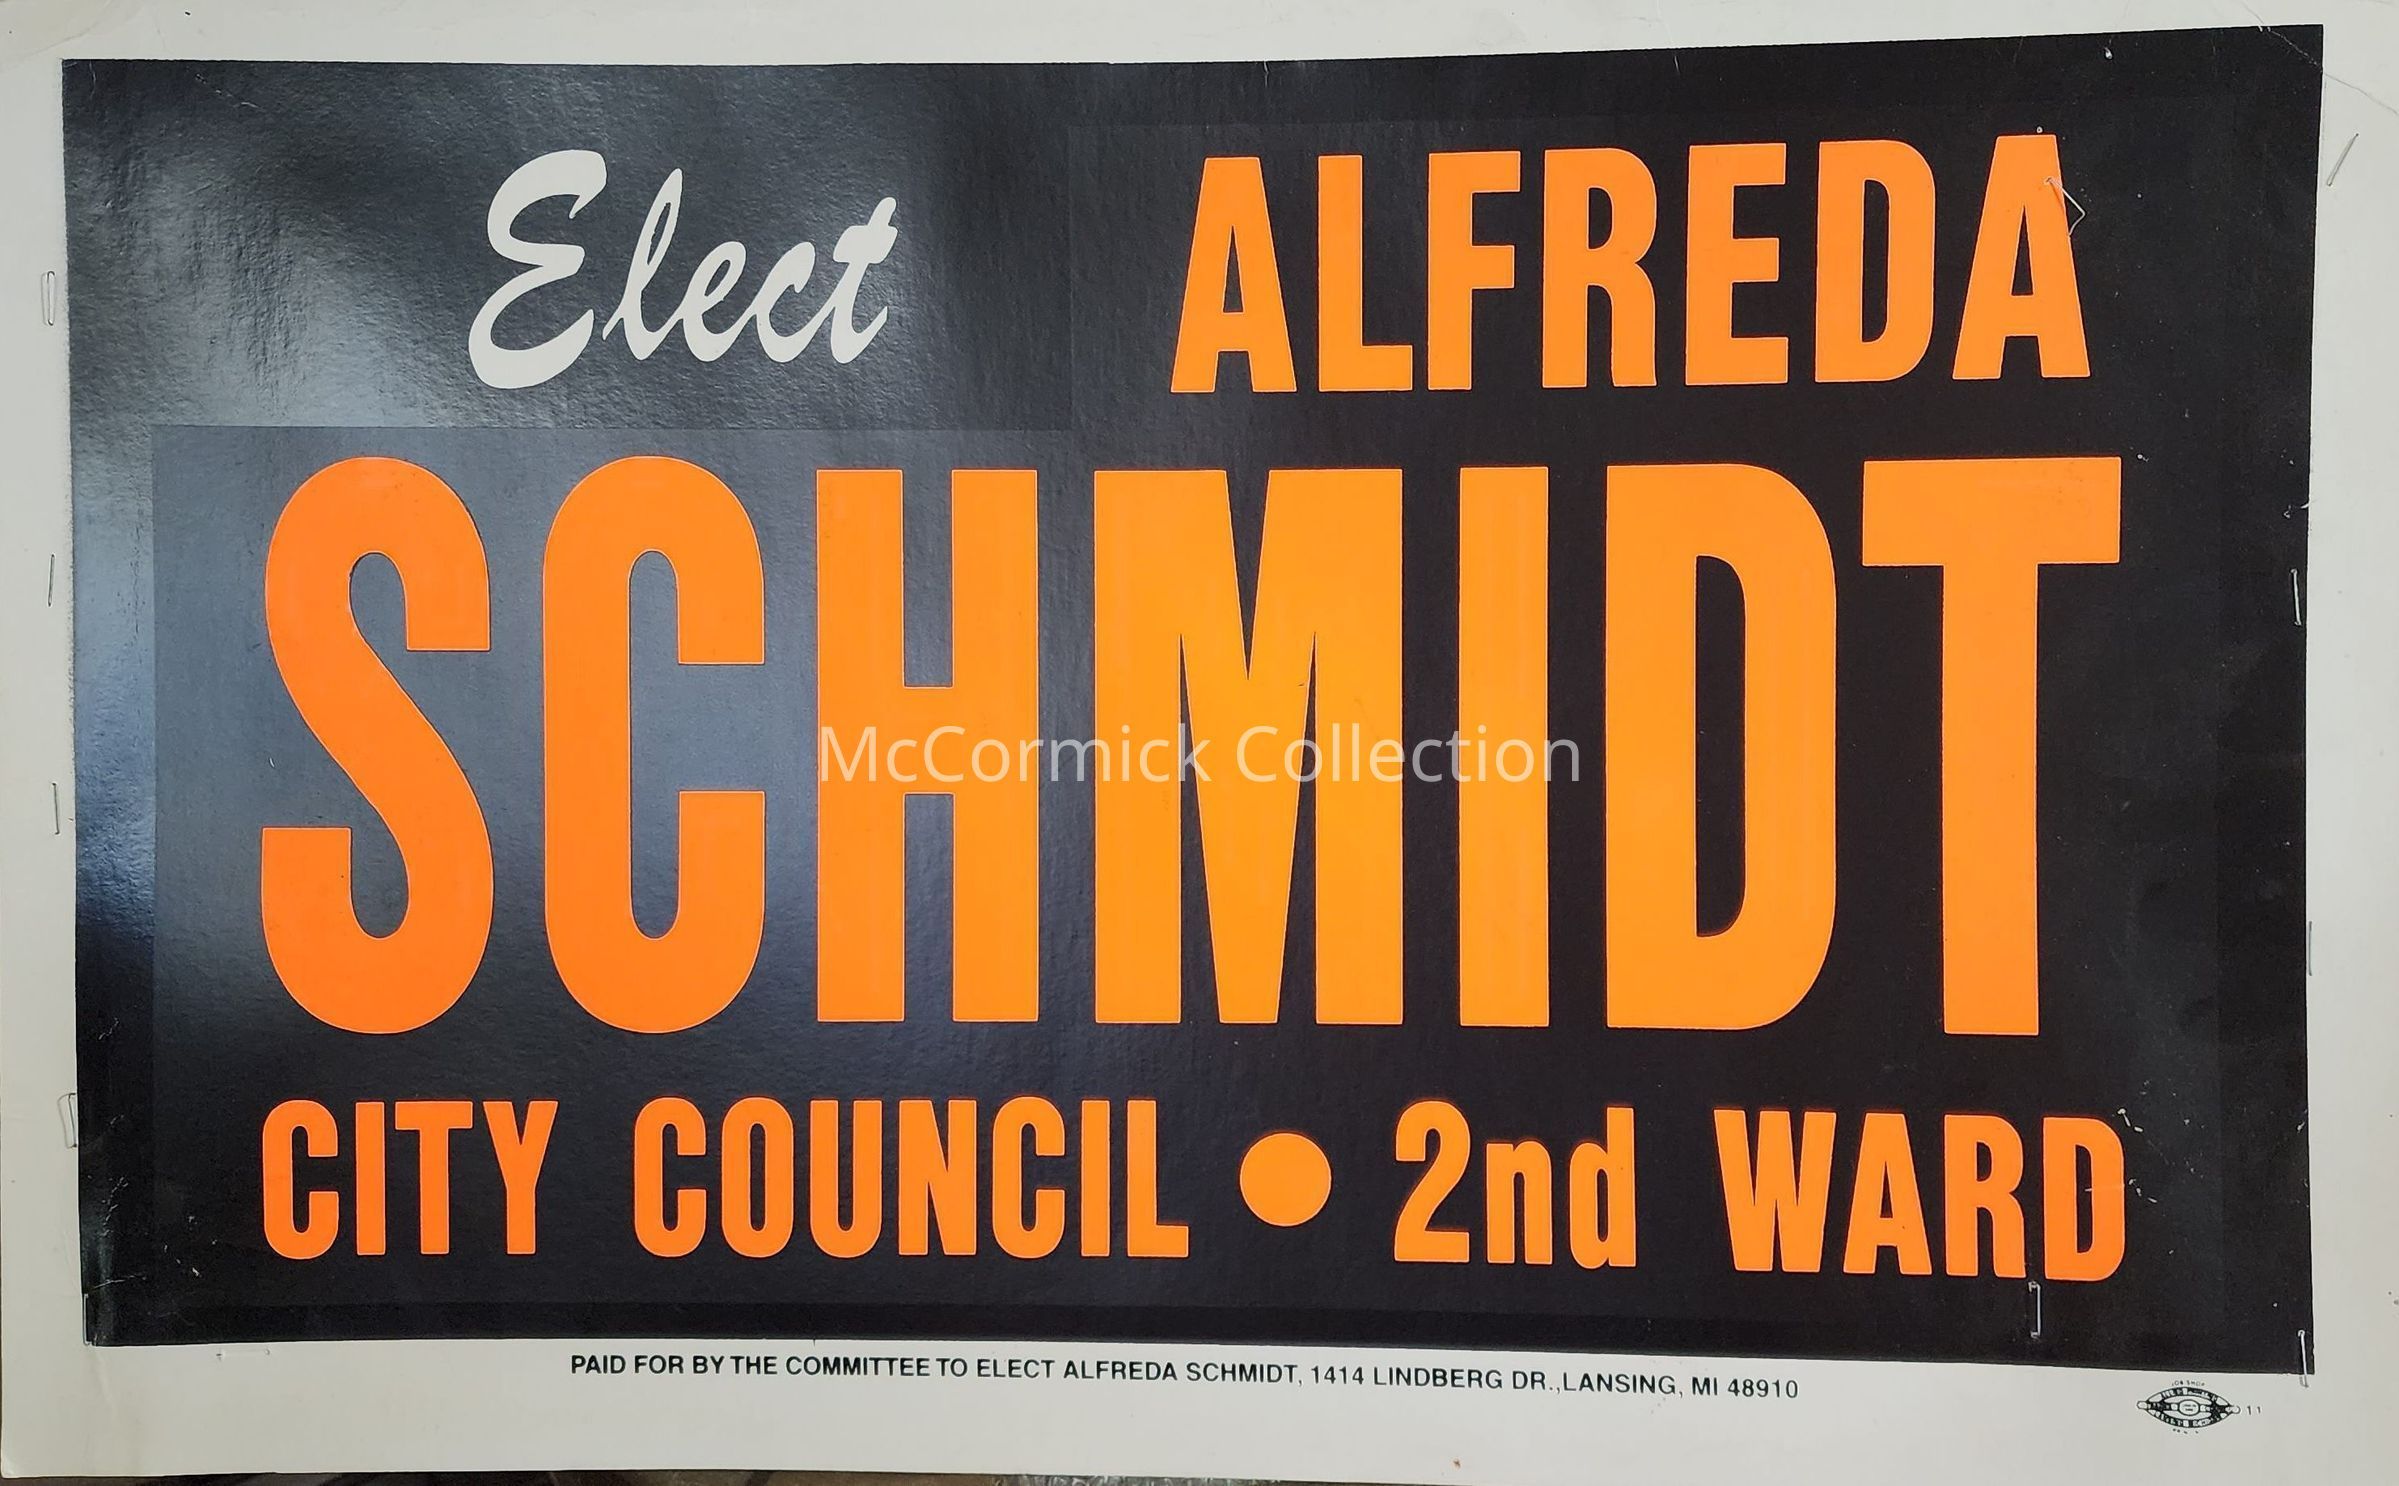 Elect ALFREDA
SCHMIDT
McCormick Collection
CITY COUNCIL • 2nd WARD
PAID FOR BY THE COMMITTEE TO ELECT ALFREDA SCHMIDT, 1414 LINDBERG DR.,LANSING, MI 48910
11